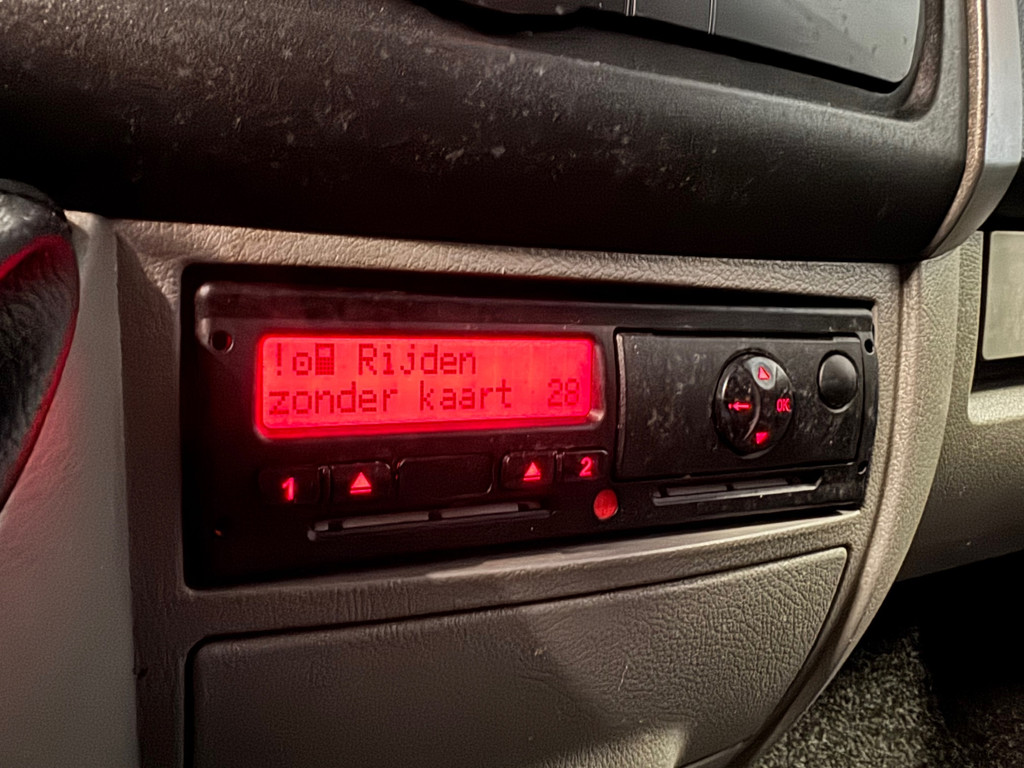 ! Rijden
zonder kaart 28
1 2
OK